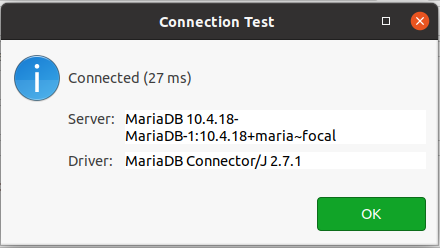 Connection Test
Connected (27 ms)
Server: MariaDB 10.4.18-
MariaDB-1:10.4.18+maria~focal
Driver: MariaDB Connector/J 2.7.1
OK